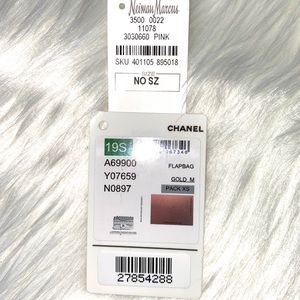 Neiman Marcus
3500 0022
11078
3030660 PINK
SKU 401105 895018
NO SZ
CHANEL
19S
A69900 FLAPBAG
Y07659 GOLD M
N0897 PACK XS
27854288